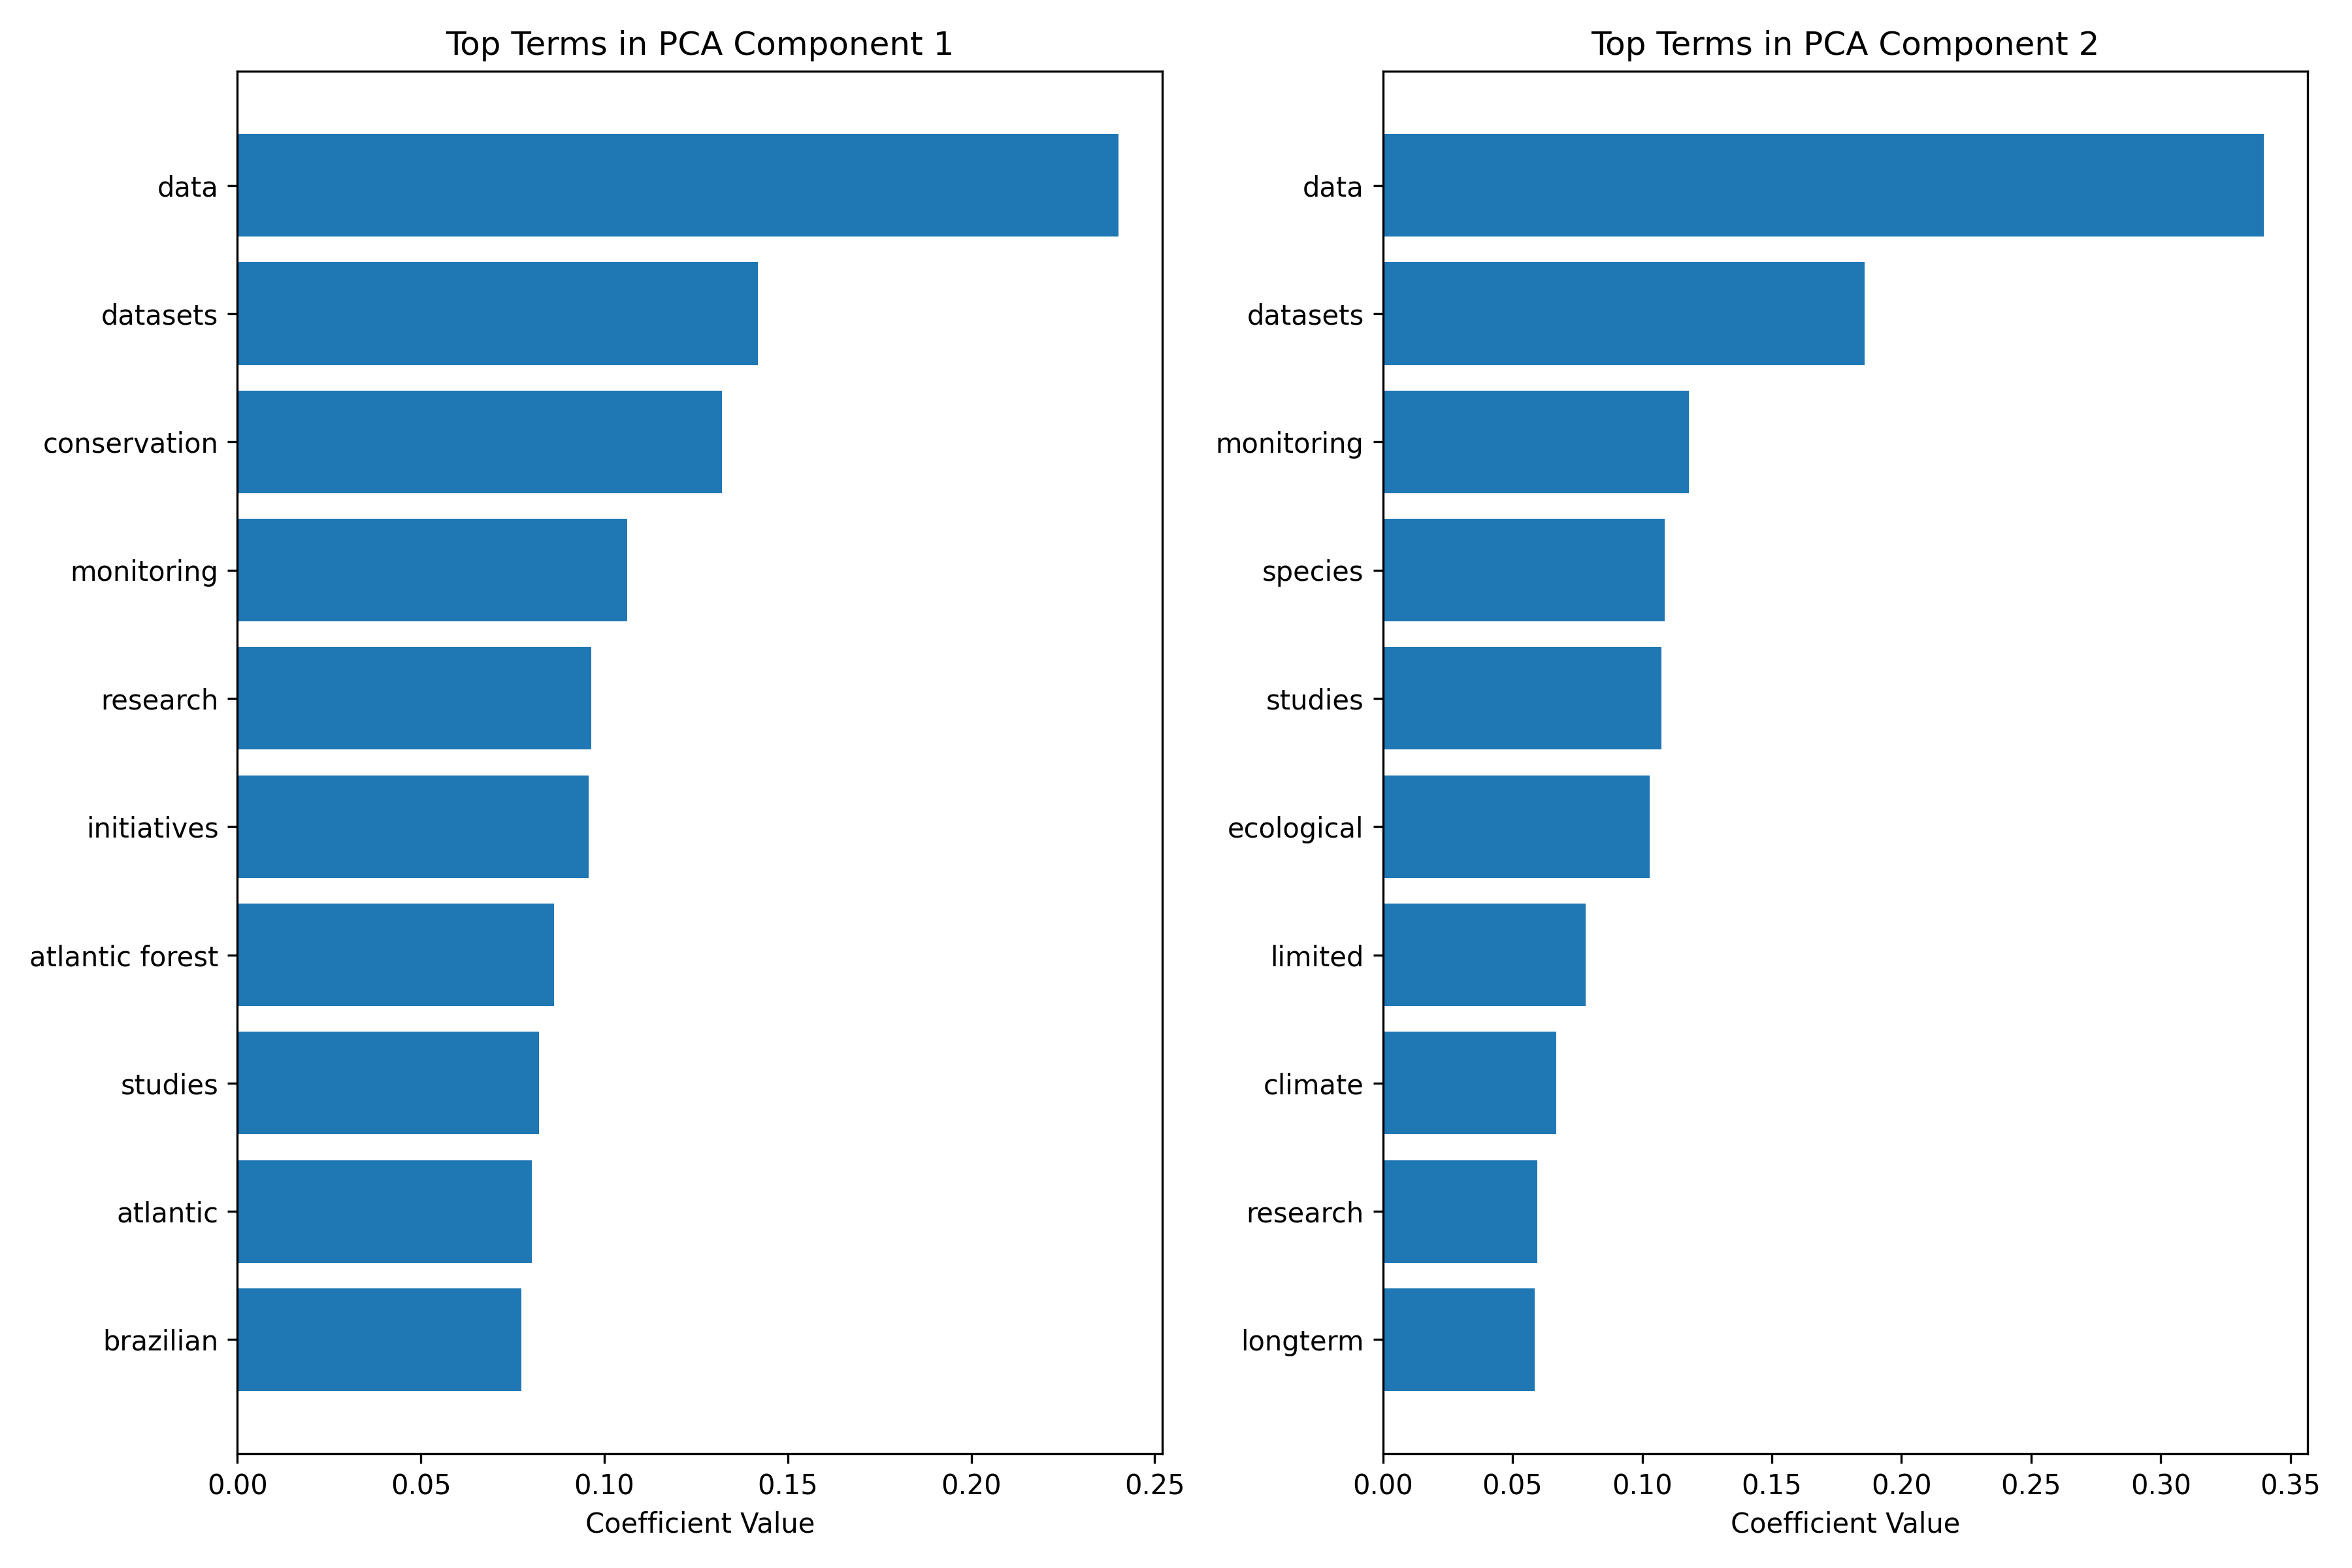 Top Terms in PCA Component 1
data
datasets
conservation
monitoring
research
initiatives
atlantic forest
studies
atlantic
brazilian
0.00 0.05 0.10 0.15 0.20 0.25
Coefficient Value
Top Terms in PCA Component 2
data
datasets
monitoring
species
studies
ecological
limited
climate
research
longterm
0.00 0.05 0.10 0.15 0.20 0.25 0.30 0.35
Coefficient Value